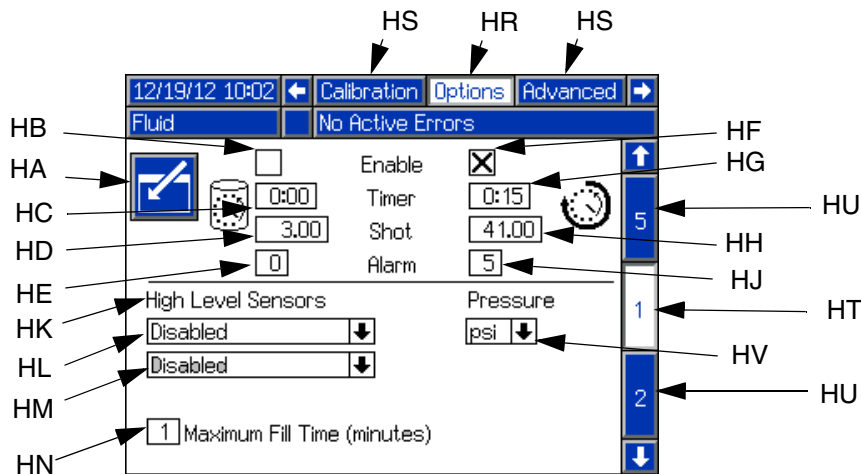 HS HR HS
12/19/12 10:02 Calibration Options Advanced
Fluid No Active Errors
HB Enable HF
HA HG
HC 0:00 Timer 0:15
HU
5
HD 3.00 Shot 41.00 HH
HE 0 Alarm 5 HJ
HK High Level Sensors Pressure
1 HT
HL Disabled psi HV
HM Disabled
2 HU
HN 1 Maximum Fill Time (minutes)